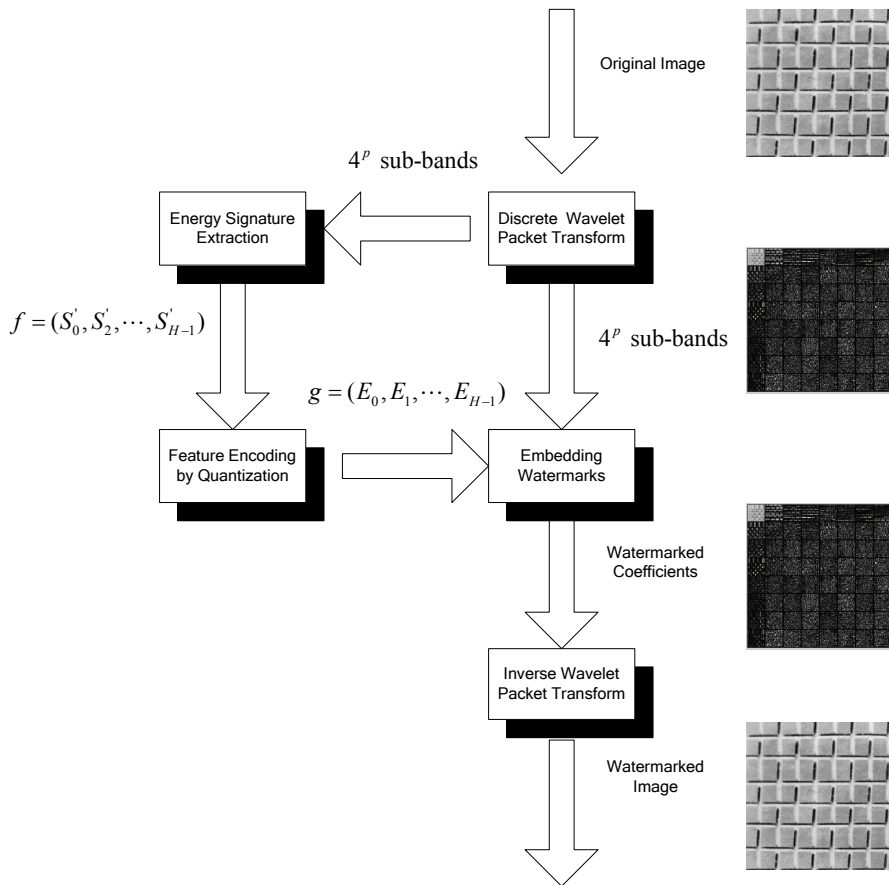 Original Image
4^p sub-bands
Energy Signature
Extraction
Discrete Wavelet
Packet Transform
f = (S'_0, S'_2, ⋯, S'_{H-1})
4^p sub-bands
g = (E_0, E_1, ⋯, E_{H-1})
Feature Encoding
by Quantization
Embedding
Watermarks
Watermarked
Coefficients
Inverse Wavelet
Packet Transform
Watermarked
Image